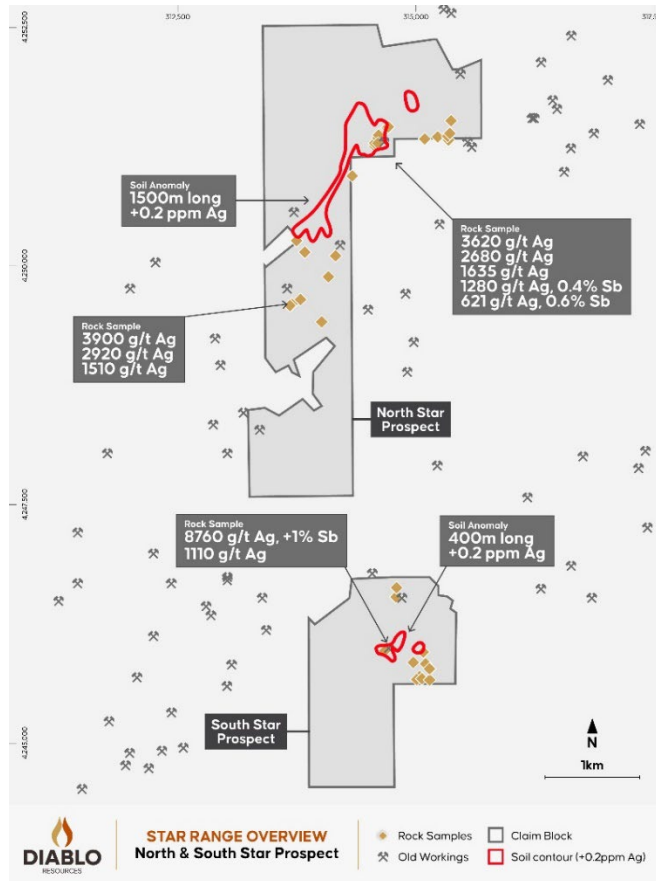 312,500
315,000
317,5
4,252,500
Soil Anomaly
1500m long
+0.2 ppm Ag
Rock Sample
3620 g/t Ag
2680 g/t Ag
1635 g/t Ag
1280 g/t Ag, 0.4% Sb
621 g/t Ag, 0.6% Sb
4,250,000
Rock Sample
3900 g/t Ag
2920 g/t Ag
1510 g/t Ag
North Star
Prospect
4,247,500
Rock Sample
8760 g/t Ag, +1% Sb
1110 g/t Ag
Soil Anomaly
400m long
+0.2 ppm Ag
South Star
Prospect
4,245,000
N
1km
DIABLO
RESOURCES
STAR RANGE OVERVIEW
North & South Star Prospect
Rock Samples
Claim Block
Old Workings
Soil contour (+0.2ppm Ag)